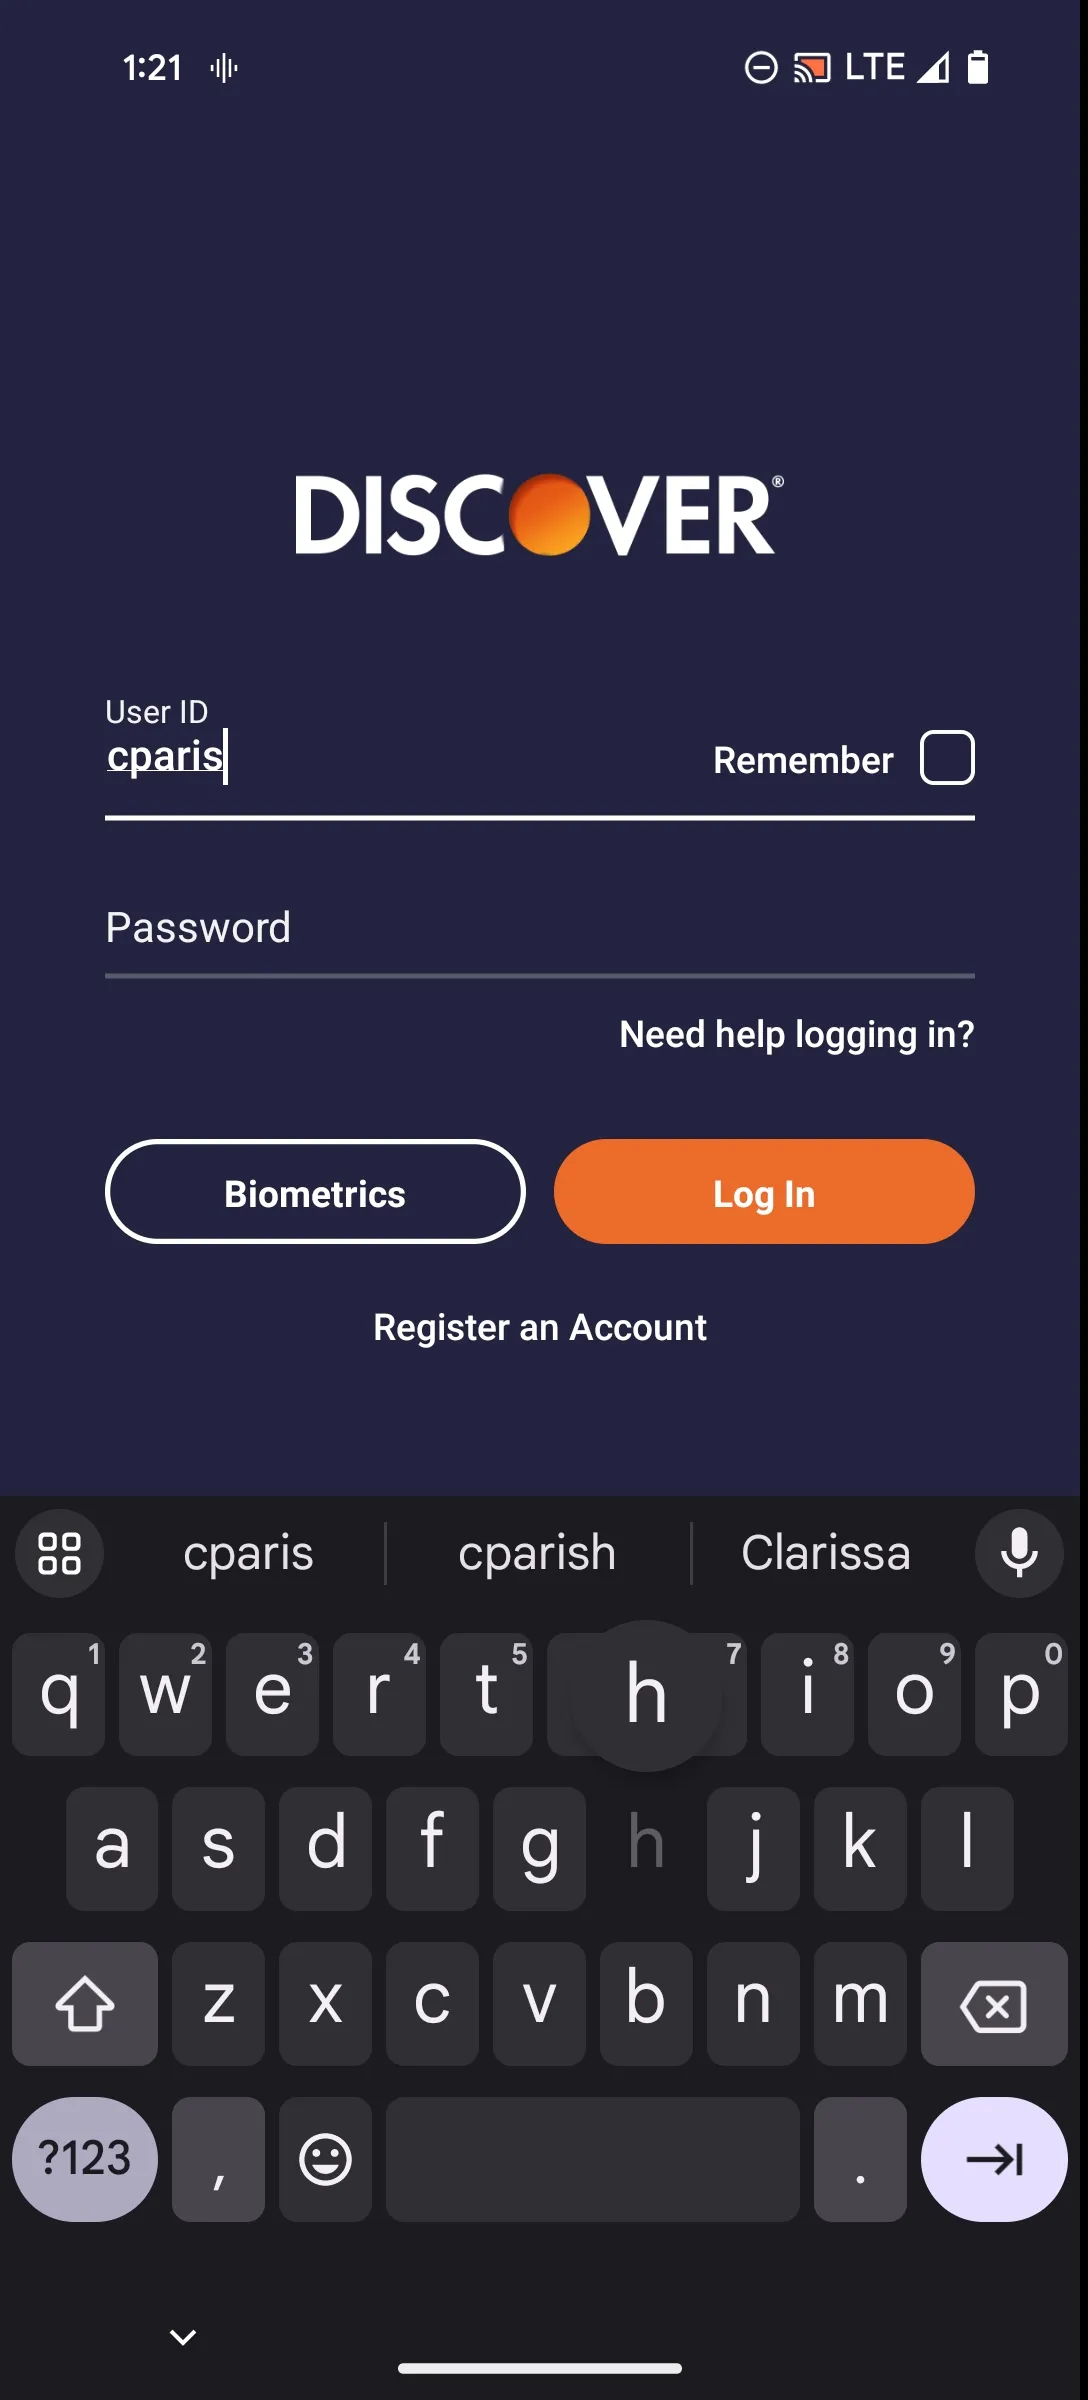 1:21 LTE
DISCOVER®
User ID
cparis Remember
Password
Need help logging in?
Biometrics Log In
Register an Account
cparis cparish Clarissa
q1 w2 e3 r4 t5 h 7 i8 o9 p0
a s d f g h j k l
z x c v b n m
?123 , .